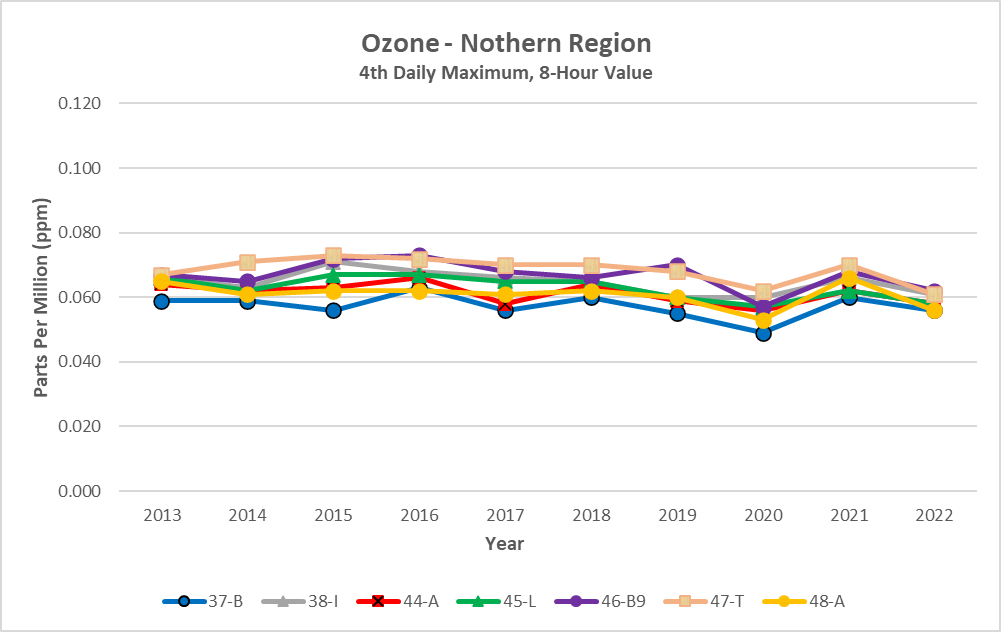 Ozone - Nothern Region
4th Daily Maximum, 8-Hour Value
Parts Per Million (ppm)
0.120
0.100
0.080
0.060
0.040
0.020
0.000
2013 2014 2015 2016 2017 2018 2019 2020 2021 2022
Year
37-B 38-I 44-A 45-L 46-B9 47-T 48-A